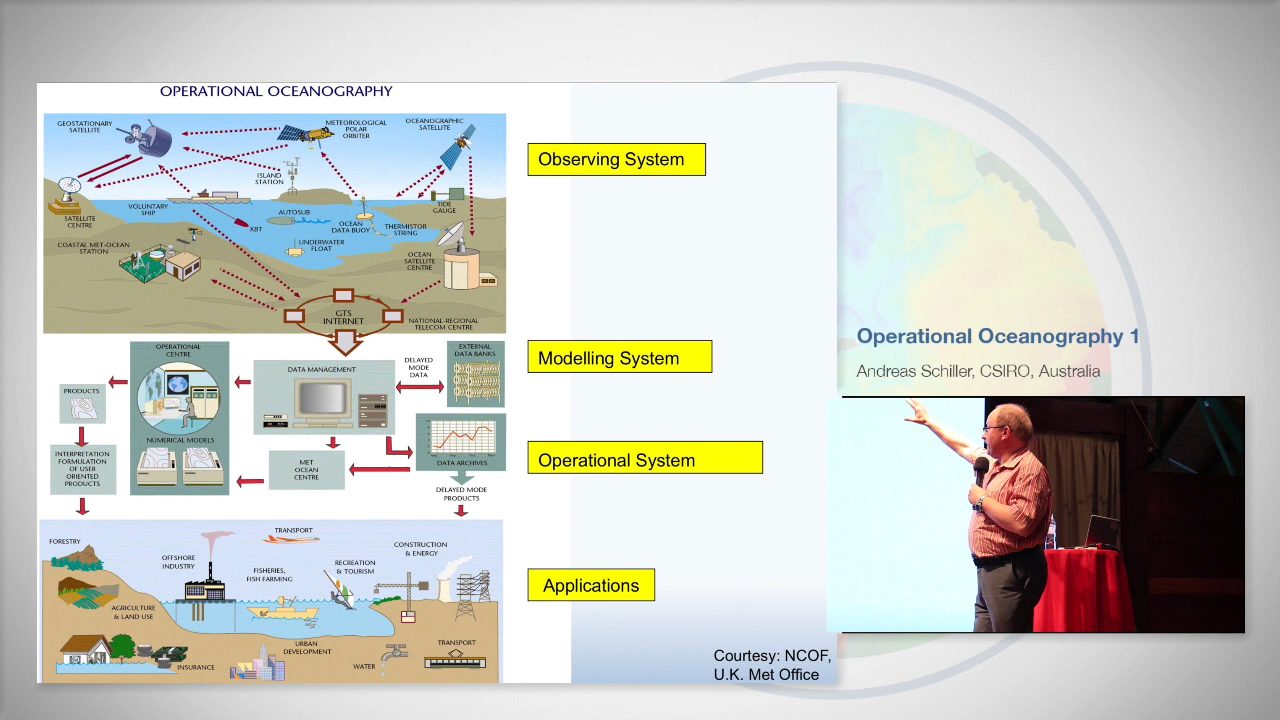 OPERATIONAL OCEANOGRAPHY
GEOSTATIONARY
SATELLITE
METEOROLOGICAL
POLAR
ORBITER
OCEANOGRAPHIC
SATELLITE
ISLAND
STATION
SATELLITE
CENTRE
VOLUNTARY
SHIP
XBT
AUTOSUB
OCEAN
DATA BUOY
TIDE
GAUGE
THERMISTOR
STRING
UNDERWATER
FLOAT
COASTAL MET-OCEAN
STATION
OCEAN
SATELLITE
CENTRE
GTS
INTERNET
NATIONAL-REGIONAL
TELECOM CENTRE
OPERATIONAL
CENTRE
DATA MANAGEMENT
DELAYED
MODE
DATA
EXTERNAL
DATA BANKS
PRODUCTS
NUMERICAL MODELS
INTERPRETATION
FORMULATION
OF USER
ORIENTED
PRODUCTS
MET
OCEAN
CENTRE
DATA ARCHIVES
DELAYED MODE
PRODUCTS
FORESTRY
OFFSHORE
INDUSTRY
TRANSPORT
FISHERIES,
FISH FARMING
RECREATION
& TOURISM
CONSTRUCTION
& ENERGY
AGRICULTURE
& LAND USE
INSURANCE
URBAN
DEVELOPMENT
WATER
TRANSPORT
Observing System
Modelling System
Operational System
Applications
Courtesy: NCOF,
U.K. Met Office
Operational Oceanography 1
Andreas Schiller, CSIRO, Australia